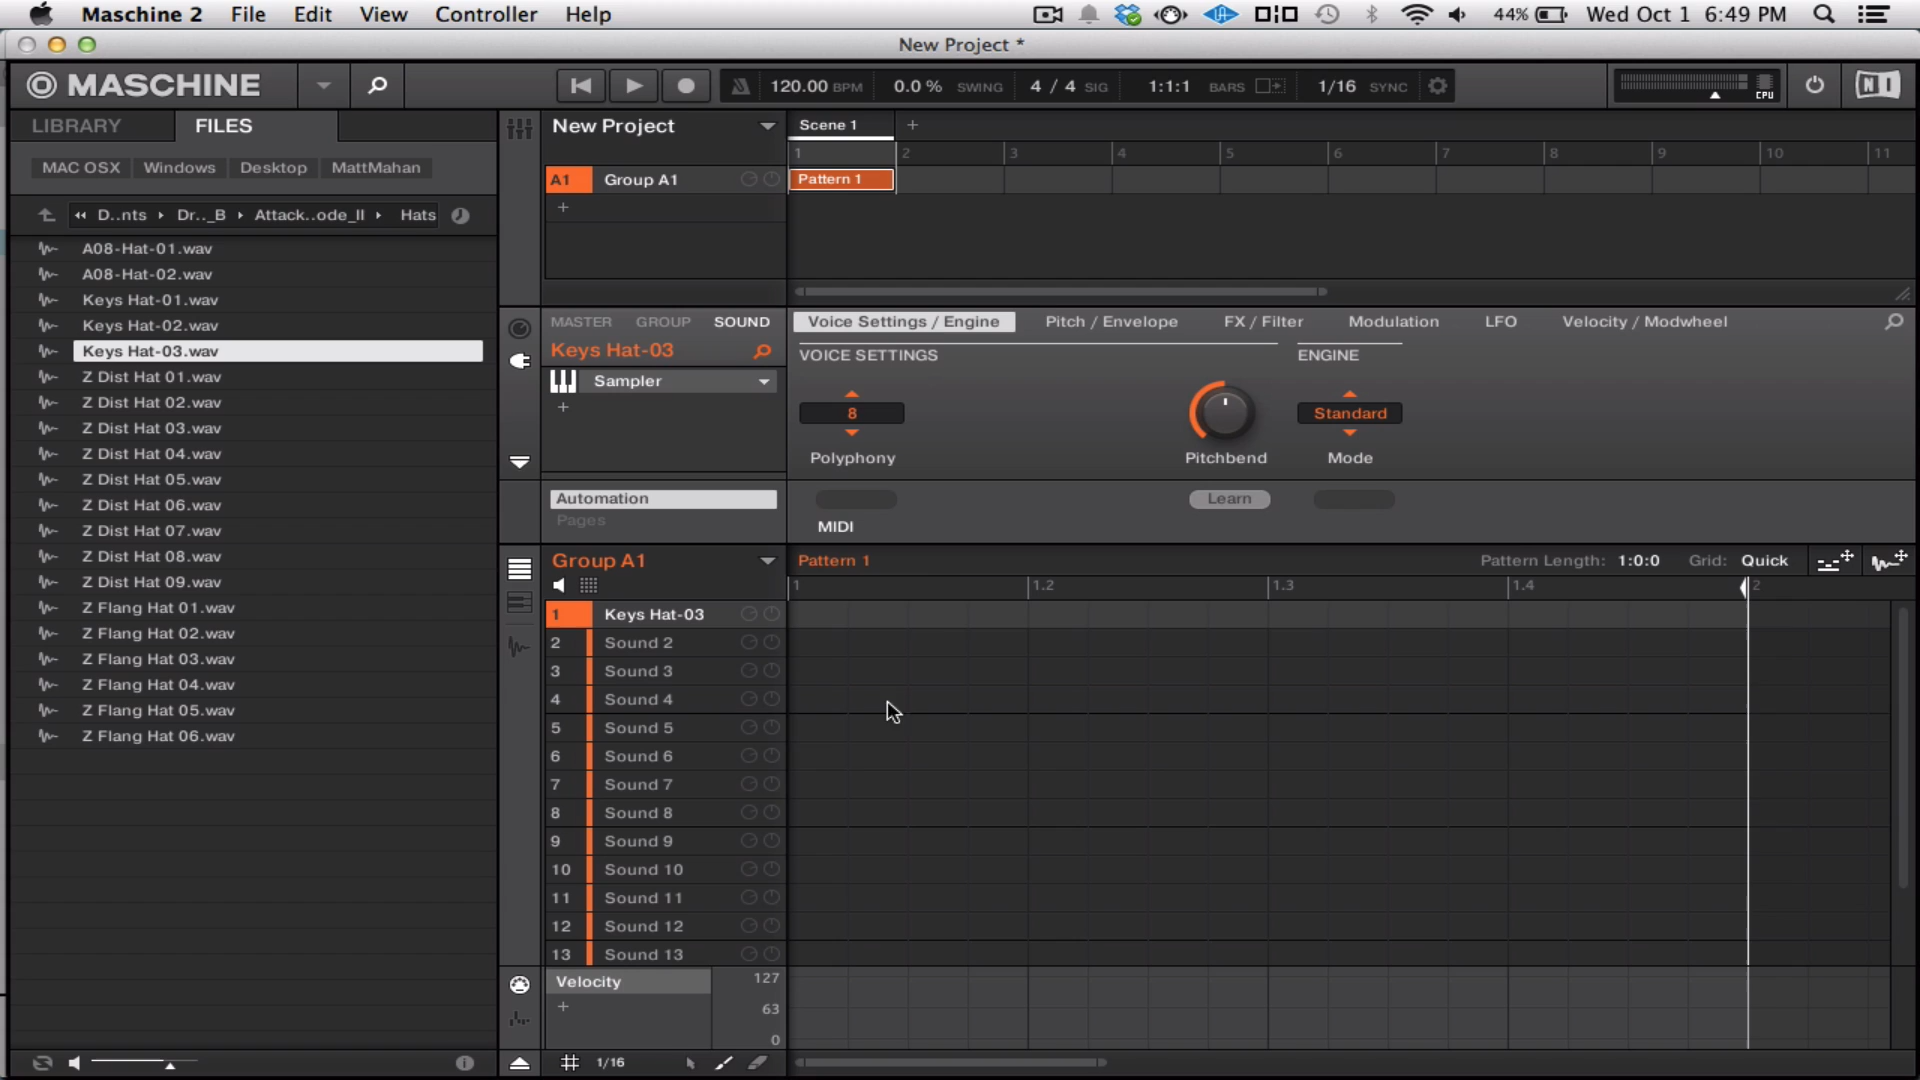 Maschine 2 File Edit View Controller Help 44% Wed Oct 1 6:49 PM
New Project *
MASCHINE 120.00 BPM 0.0 % SWING 4 / 4 SIG 1:1:1 BARS 1/16 SYNC CPU NI
LIBRARY FILES
MAC OSX Windows Desktop MattMahan
D..nts Dr.._B Attack..ode_II Hats
A08-Hat-01.wav
A08-Hat-02.wav
Keys Hat-01.wav
Keys Hat-02.wav
Keys Hat-03.wav
Z Dist Hat 01.wav
Z Dist Hat 02.wav
Z Dist Hat 03.wav
Z Dist Hat 04.wav
Z Dist Hat 05.wav
Z Dist Hat 06.wav
Z Dist Hat 07.wav
Z Dist Hat 08.wav
Z Dist Hat 09.wav
Z Flang Hat 01.wav
Z Flang Hat 02.wav
Z Flang Hat 03.wav
Z Flang Hat 04.wav
Z Flang Hat 05.wav
Z Flang Hat 06.wav
New Project Scene 1 +
1 2 3 4 5 6 7 8 9 10 11
A1 Group A1 Pattern 1
+
MASTER GROUP SOUND
Keys Hat-03
Sampler
+
Automation
Pages
Voice Settings / Engine Pitch / Envelope FX / Filter Modulation LFO Velocity / Modwheel
VOICE SETTINGS ENGINE
8 Standard
Polyphony Pitchbend Mode
Learn
MIDI
Group A1 Pattern 1 Pattern Length: 1:0:0 Grid: Quick
1 1.2 1.3 1.4 2
1 Keys Hat-03
2 Sound 2
3 Sound 3
4 Sound 4
5 Sound 5
6 Sound 6
7 Sound 7
8 Sound 8
9 Sound 9
10 Sound 10
11 Sound 11
12 Sound 12
13 Sound 13
Velocity 127
+ 63
0
1/16